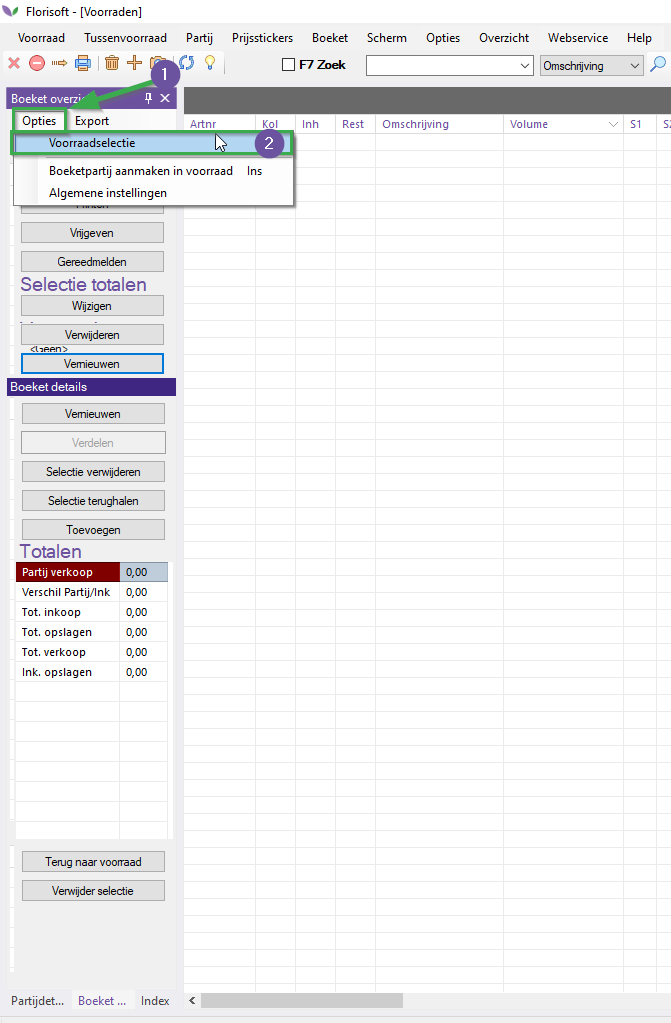 Florisoft - [Voorraden]
Voorraad Tussenvoorraad Partij Prijsstickers Boeket Scherm Opties Overzicht Webservice Help
F7 Zoek Omschrijving
1
Boeket overzi
Opties Export
Artnr Kol Inh Rest Omschrijving Volume S1 S2
Voorraadselectie 2
Boeketpartij aanmaken in voorraad Ins
Algemene instellingen
Printen
Vrijgeven
Gereedmelden
Selectie totalen
Wijzigen
Verwijderen
<Geen>
Vernieuwen
Boeket details
Vernieuwen
Verdelen
Selectie verwijderen
Selectie terughalen
Toevoegen
Totalen
Partij verkoop 0,00
Verschil Partij/Ink 0,00
Tot. inkoop 0,00
Tot. opslagen 0,00
Tot. verkoop 0,00
Ink. opslagen 0,00
Terug naar voorraad
Verwijder selectie
Partijdet... Boeket ... Index